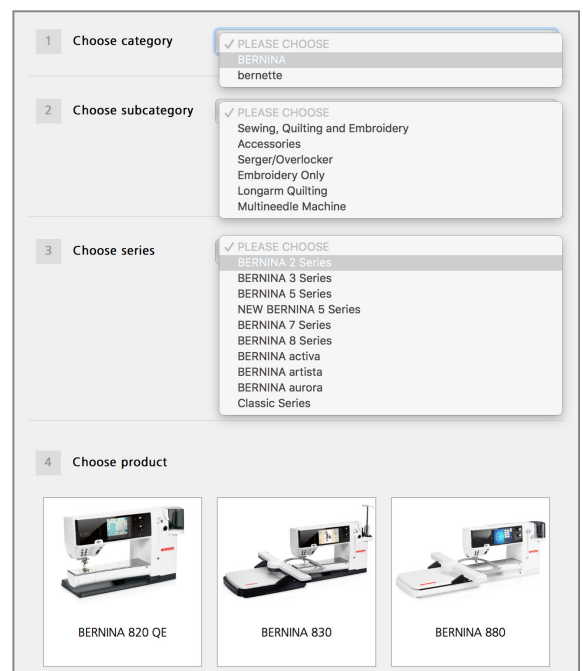 1 Choose category
✓ PLEASE CHOOSE
BERNINA
bernette
2 Choose subcategory
✓ PLEASE CHOOSE
Sewing, Quilting and Embroidery
Accessories
Serger/Overlocker
Embroidery Only
Longarm Quilting
Multineedle Machine
3 Choose series
✓ PLEASE CHOOSE
BERNINA 2 Series
BERNINA 3 Series
BERNINA 5 Series
NEW BERNINA 5 Series
BERNINA 7 Series
BERNINA 8 Series
BERNINA activa
BERNINA artista
BERNINA aurora
Classic Series
4 Choose product
BERNINA 820 QE
BERNINA 830
BERNINA 880